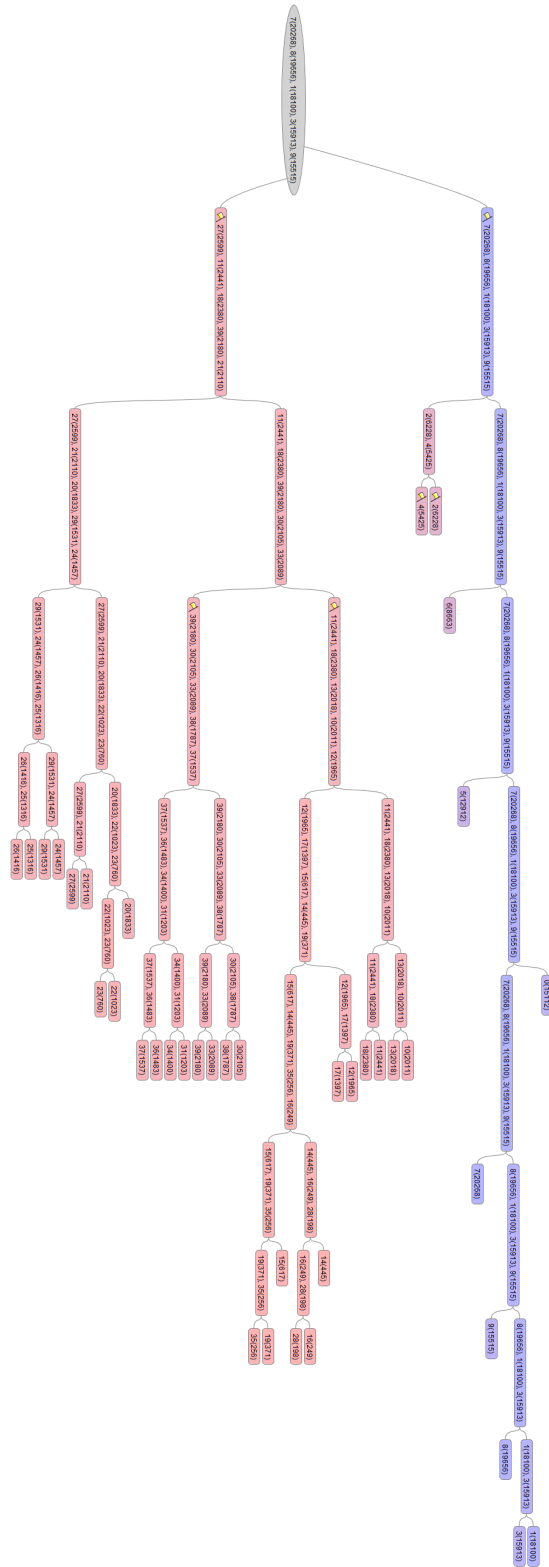 7(20268), 8(19656), 1(18100), 3(15913), 9(15515)
7(20268), 8(19656), 1(18100), 3(15913), 9(15515)
7(20268), 8(19656), 1(18100), 3(15913), 9(15515)
7(20268), 8(19656), 1(18100), 3(15913), 9(15515)
7(20268), 8(19656), 1(18100), 3(15913), 9(15515)
0(15112)
7(20268), 8(19656), 1(18100), 3(15913), 9(15515)
8(19656), 1(18100), 3(15913), 9(15515)
8(19656), 1(18100), 3(15913)
1(18100), 3(15913)
1(18100)
3(15913)
8(19656)
9(15515)
7(20268)
5(12912)
6(8663)
2(6228), 4(5425)
2(6228)
4(5425)
27(2599), 11(2441), 18(2380), 39(2180), 21(2110)
11(2441), 18(2380), 39(2180), 30(2105), 33(2089)
11(2441), 18(2380), 13(2018), 10(2011), 12(1965)
11(2441), 18(2380), 13(2018), 10(2011)
13(2018), 10(2011)
10(2011)
13(2018)
11(2441), 18(2380)
11(2441)
18(2380)
12(1965), 17(1397), 15(617), 14(445), 19(371)
12(1965), 17(1397)
12(1965)
17(1397)
15(617), 14(445), 19(371), 35(256), 16(249)
14(445), 16(249), 28(198)
14(445)
16(249), 28(198)
16(249)
28(198)
15(617), 19(371), 35(256)
15(617)
19(371), 35(256)
19(371)
35(256)
39(2180), 30(2105), 33(2089), 38(1787), 37(1537)
39(2180), 30(2105), 33(2089), 38(1787)
30(2105), 38(1787)
30(2105)
38(1787)
39(2180), 33(2089)
33(2089)
39(2180)
37(1537), 36(1483), 34(1400), 31(1203)
34(1400), 31(1203)
31(1203)
34(1400)
37(1537), 36(1483)
36(1483)
37(1537)
27(2599), 21(2110), 20(1833), 29(1531), 24(1457)
27(2599), 21(2110), 20(1833), 22(1023), 23(760)
20(1833), 22(1023), 23(760)
20(1833)
22(1023), 23(760)
22(1023)
23(760)
27(2599), 21(2110)
21(2110)
27(2599)
29(1531), 24(1457), 26(1416), 25(1316)
29(1531), 24(1457)
24(1457)
29(1531)
26(1416), 25(1316)
25(1316)
26(1416)